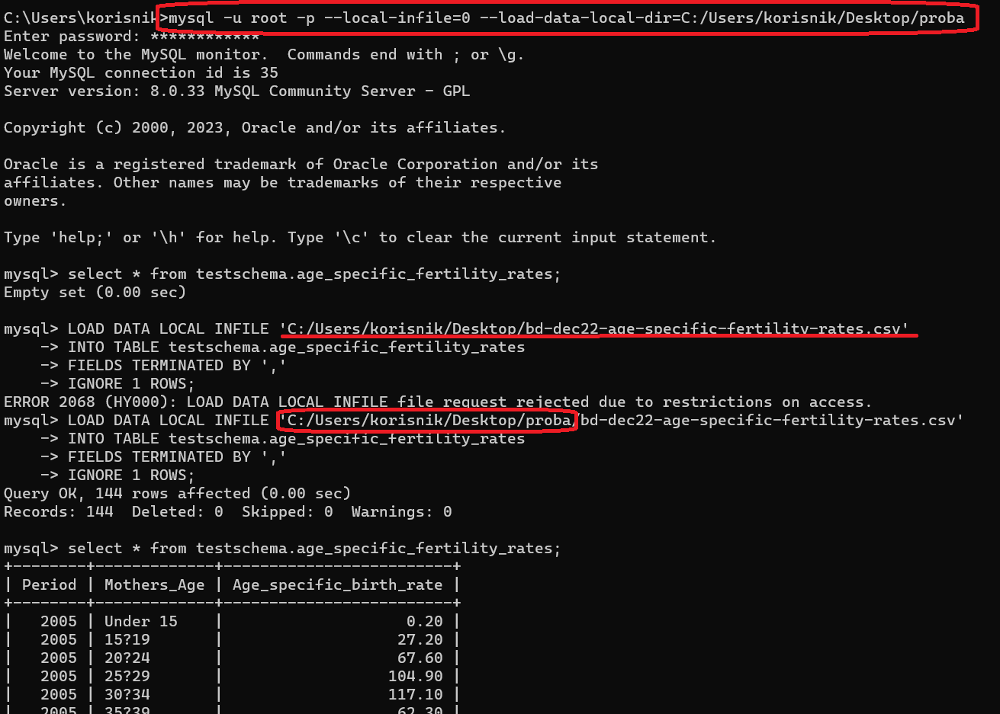 C:\Users\korisnik>mysql -u root -p --local-infile=0 --load-data-local-dir=C:/Users/korisnik/Desktop/proba
Enter password: ************
Welcome to the MySQL monitor.  Commands end with ; or \g.
Your MySQL connection id is 35
Server version: 8.0.33 MySQL Community Server - GPL
Copyright (c) 2000, 2023, Oracle and/or its affiliates.
Oracle is a registered trademark of Oracle Corporation and/or its
affiliates. Other names may be trademarks of their respective
owners.
Type 'help;' or '\h' for help. Type '\c' to clear the current input statement.
mysql> select * from testschema.age_specific_fertility_rates;
Empty set (0.00 sec)
mysql> LOAD DATA LOCAL INFILE 'C:/Users/korisnik/Desktop/bd-dec22-age-specific-fertility-rates.csv'
    -> INTO TABLE testschema.age_specific_fertility_rates
    -> FIELDS TERMINATED BY ','
    -> IGNORE 1 ROWS;
ERROR 2068 (HY000): LOAD DATA LOCAL INFILE file request rejected due to restrictions on access.
mysql> LOAD DATA LOCAL INFILE 'C:/Users/korisnik/Desktop/proba/bd-dec22-age-specific-fertility-rates.csv'
    -> INTO TABLE testschema.age_specific_fertility_rates
    -> FIELDS TERMINATED BY ','
    -> IGNORE 1 ROWS;
Query OK, 144 rows affected (0.00 sec)
Records: 144  Deleted: 0  Skipped: 0  Warnings: 0
mysql> select * from testschema.age_specific_fertility_rates;
+--------+-------------+-------------------------+
| Period | Mothers_Age | Age_specific_birth_rate |
+--------+-------------+-------------------------+
|   2005 | Under 15    |                    0.20 |
|   2005 | 15?19       |                   27.20 |
|   2005 | 20?24       |                   67.60 |
|   2005 | 25?29       |                  104.90 |
|   2005 | 30?34       |                  117.10 |
|   2005 | 35?39       |                   62.30 |